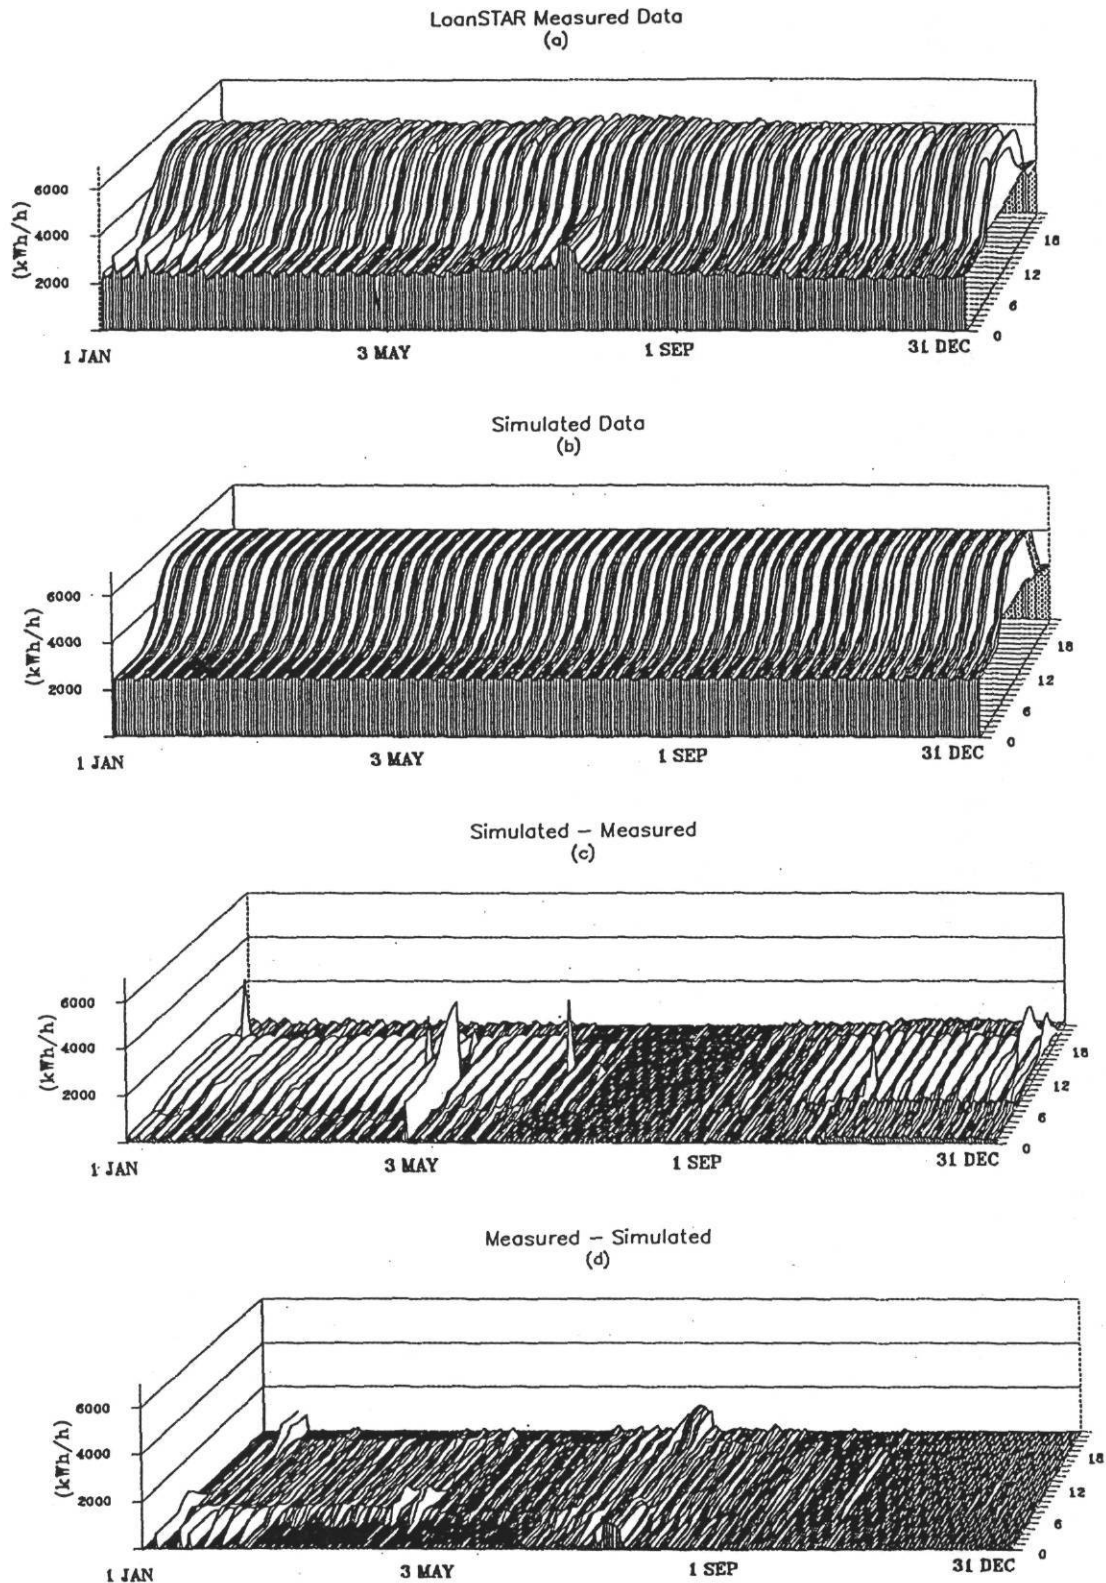 LoanSTAR Measured Data
(a)
6000
4000
2000
(kWh/h)
18
12
6
0
1 JAN
3 MAY
1 SEP
31 DEC
Simulated Data
(b)
6000
4000
2000
(kWh/h)
18
12
6
0
1 JAN
3 MAY
1 SEP
31 DEC
Simulated – Measured
(c)
6000
4000
2000
(kWh/h)
18
12
6
0
1 JAN
3 MAY
1 SEP
31 DEC
Measured – Simulated
(d)
6000
4000
2000
(kWh/h)
18
12
6
0
1 JAN
3 MAY
1 SEP
31 DEC